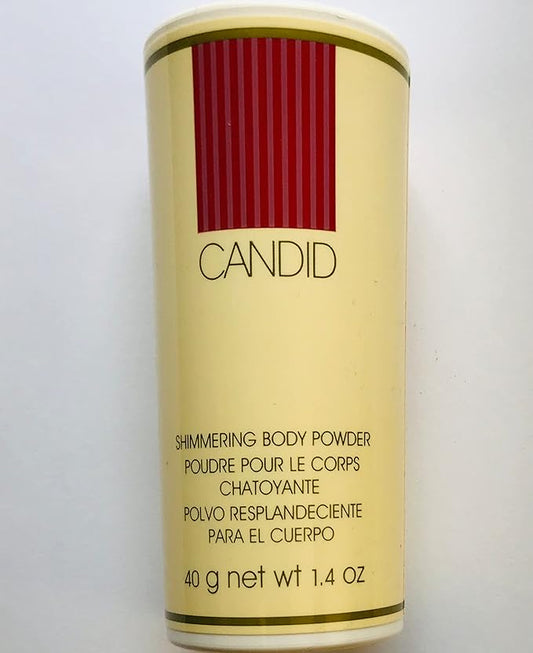 CANDID
SHIMMERING BODY POWDER
POUDRE POUR LE CORPS
CHATOYANTE
POLVO RESPLANDECIENTE
PARA EL CUERPO
40 g net wt 1.4 OZ